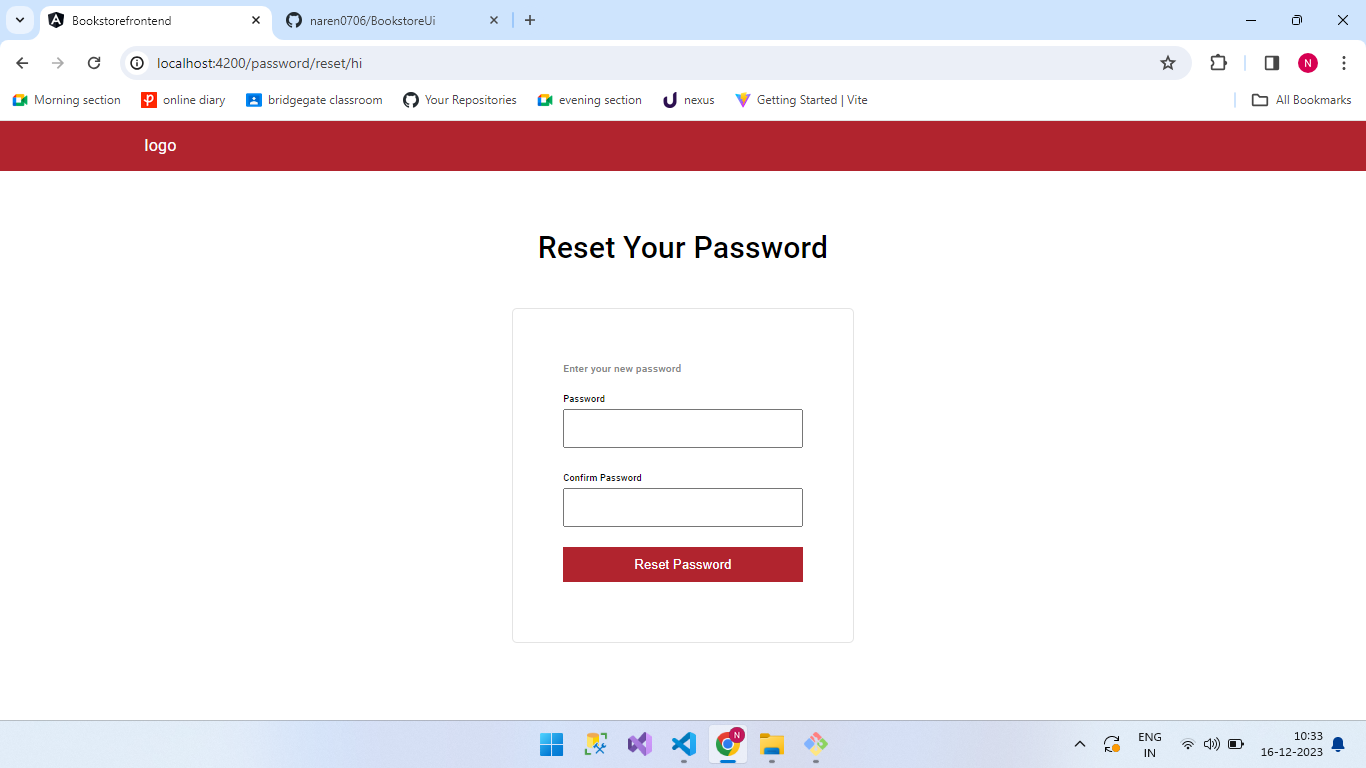 Bookstorefrontend
naren0706/BookstoreUi
localhost:4200/password/reset/hi
N
Morning section
online diary
bridgegate classroom
Your Repositories
evening section
nexus
Getting Started | Vite
All Bookmarks
logo
Reset Your Password
Enter your new password
Password
Confirm Password
Reset Password
N
ENG
IN
10:33
16-12-2023